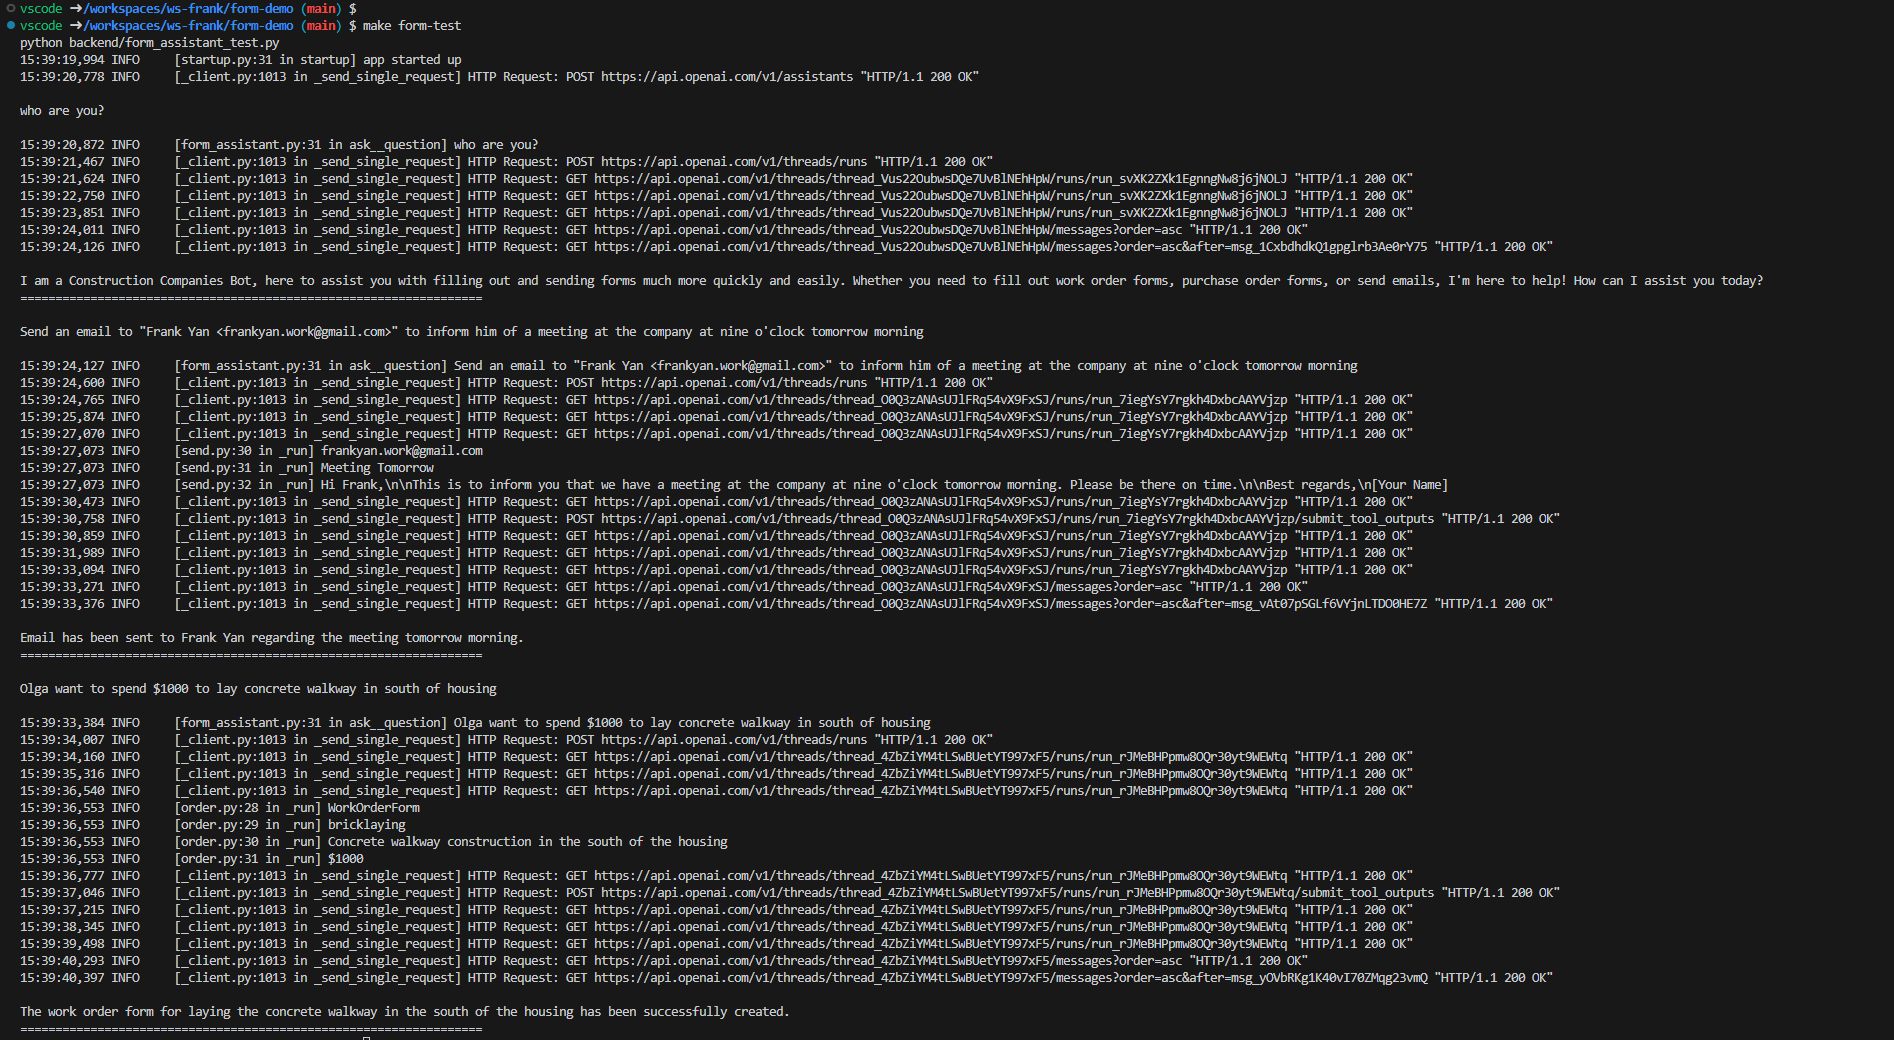 vscode ➜/workspaces/ws-frank/form-demo (main) $
vscode ➜/workspaces/ws-frank/form-demo (main) $ make form-test
python backend/form_assistant_test.py
15:39:19,994 INFO     [startup.py:31 in startup] app started up
15:39:20,778 INFO     [_client.py:1013 in _send_single_request] HTTP Request: POST https://api.openai.com/v1/assistants "HTTP/1.1 200 OK"
who are you?
15:39:20,872 INFO     [form_assistant.py:31 in ask__question] who are you?
15:39:21,467 INFO     [_client.py:1013 in _send_single_request] HTTP Request: POST https://api.openai.com/v1/threads/runs "HTTP/1.1 200 OK"
15:39:21,624 INFO     [_client.py:1013 in _send_single_request] HTTP Request: GET https://api.openai.com/v1/threads/thread_Vus22OubwsDQe7UvBlNEhHpW/runs/run_svXK2ZXk1EgnngNw8j6jNOLJ "HTTP/1.1 200 OK"
15:39:22,750 INFO     [_client.py:1013 in _send_single_request] HTTP Request: GET https://api.openai.com/v1/threads/thread_Vus22OubwsDQe7UvBlNEhHpW/runs/run_svXK2ZXk1EgnngNw8j6jNOLJ "HTTP/1.1 200 OK"
15:39:23,851 INFO     [_client.py:1013 in _send_single_request] HTTP Request: GET https://api.openai.com/v1/threads/thread_Vus22OubwsDQe7UvBlNEhHpW/runs/run_svXK2ZXk1EgnngNw8j6jNOLJ "HTTP/1.1 200 OK"
15:39:24,011 INFO     [_client.py:1013 in _send_single_request] HTTP Request: GET https://api.openai.com/v1/threads/thread_Vus22OubwsDQe7UvBlNEhHpW/messages?order=asc "HTTP/1.1 200 OK"
15:39:24,126 INFO     [_client.py:1013 in _send_single_request] HTTP Request: GET https://api.openai.com/v1/threads/thread_Vus22OubwsDQe7UvBlNEhHpW/messages?order=asc&after=msg_1CxbdhdkQ1gpglrb3Ae0rY75 "HTTP/1.1 200 OK"
I am a Construction Companies Bot, here to assist you with filling out and sending forms much more quickly and easily. Whether you need to fill out work order forms, purchase order forms, or send emails, I'm here to help! How can I assist you today?
==================================================================
Send an email to "Frank Yan <frankyan.work@gmail.com>" to inform him of a meeting at the company at nine o'clock tomorrow morning
15:39:24,127 INFO     [form_assistant.py:31 in ask__question] Send an email to "Frank Yan <frankyan.work@gmail.com>" to inform him of a meeting at the company at nine o'clock tomorrow morning
15:39:24,600 INFO     [_client.py:1013 in _send_single_request] HTTP Request: POST https://api.openai.com/v1/threads/runs "HTTP/1.1 200 OK"
15:39:24,765 INFO     [_client.py:1013 in _send_single_request] HTTP Request: GET https://api.openai.com/v1/threads/thread_O0Q3zANAsUJlFRq54vX9FxSJ/runs/run_7iegYsY7rgkh4DxbcAAYVjzp "HTTP/1.1 200 OK"
15:39:25,874 INFO     [_client.py:1013 in _send_single_request] HTTP Request: GET https://api.openai.com/v1/threads/thread_O0Q3zANAsUJlFRq54vX9FxSJ/runs/run_7iegYsY7rgkh4DxbcAAYVjzp "HTTP/1.1 200 OK"
15:39:27,070 INFO     [_client.py:1013 in _send_single_request] HTTP Request: GET https://api.openai.com/v1/threads/thread_O0Q3zANAsUJlFRq54vX9FxSJ/runs/run_7iegYsY7rgkh4DxbcAAYVjzp "HTTP/1.1 200 OK"
15:39:27,073 INFO     [send.py:30 in _run] frankyan.work@gmail.com
15:39:27,073 INFO     [send.py:31 in _run] Meeting Tomorrow
15:39:27,073 INFO     [send.py:32 in _run] Hi Frank,\n\nThis is to inform you that we have a meeting at the company at nine o'clock tomorrow morning. Please be there on time.\n\nBest regards,\n[Your Name]
15:39:30,473 INFO     [_client.py:1013 in _send_single_request] HTTP Request: GET https://api.openai.com/v1/threads/thread_O0Q3zANAsUJlFRq54vX9FxSJ/runs/run_7iegYsY7rgkh4DxbcAAYVjzp "HTTP/1.1 200 OK"
15:39:30,758 INFO     [_client.py:1013 in _send_single_request] HTTP Request: POST https://api.openai.com/v1/threads/thread_O0Q3zANAsUJlFRq54vX9FxSJ/runs/run_7iegYsY7rgkh4DxbcAAYVjzp/submit_tool_outputs "HTTP/1.1 200 OK"
15:39:30,859 INFO     [_client.py:1013 in _send_single_request] HTTP Request: GET https://api.openai.com/v1/threads/thread_O0Q3zANAsUJlFRq54vX9FxSJ/runs/run_7iegYsY7rgkh4DxbcAAYVjzp "HTTP/1.1 200 OK"
15:39:31,989 INFO     [_client.py:1013 in _send_single_request] HTTP Request: GET https://api.openai.com/v1/threads/thread_O0Q3zANAsUJlFRq54vX9FxSJ/runs/run_7iegYsY7rgkh4DxbcAAYVjzp "HTTP/1.1 200 OK"
15:39:33,094 INFO     [_client.py:1013 in _send_single_request] HTTP Request: GET https://api.openai.com/v1/threads/thread_O0Q3zANAsUJlFRq54vX9FxSJ/runs/run_7iegYsY7rgkh4DxbcAAYVjzp "HTTP/1.1 200 OK"
15:39:33,271 INFO     [_client.py:1013 in _send_single_request] HTTP Request: GET https://api.openai.com/v1/threads/thread_O0Q3zANAsUJlFRq54vX9FxSJ/messages?order=asc "HTTP/1.1 200 OK"
15:39:33,376 INFO     [_client.py:1013 in _send_single_request] HTTP Request: GET https://api.openai.com/v1/threads/thread_O0Q3zANAsUJlFRq54vX9FxSJ/messages?order=asc&after=msg_vAt07pSGLf6VYjnLTDO0HE7Z "HTTP/1.1 200 OK"
Email has been sent to Frank Yan regarding the meeting tomorrow morning.
==================================================================
Olga want to spend $1000 to lay concrete walkway in south of housing
15:39:33,384 INFO     [form_assistant.py:31 in ask__question] Olga want to spend $1000 to lay concrete walkway in south of housing
15:39:34,007 INFO     [_client.py:1013 in _send_single_request] HTTP Request: POST https://api.openai.com/v1/threads/runs "HTTP/1.1 200 OK"
15:39:34,160 INFO     [_client.py:1013 in _send_single_request] HTTP Request: GET https://api.openai.com/v1/threads/thread_4ZbZiYM4tLSwBUetYT997xF5/runs/run_rJMeBHPpmw8OQr30yt9WEWtq "HTTP/1.1 200 OK"
15:39:35,316 INFO     [_client.py:1013 in _send_single_request] HTTP Request: GET https://api.openai.com/v1/threads/thread_4ZbZiYM4tLSwBUetYT997xF5/runs/run_rJMeBHPpmw8OQr30yt9WEWtq "HTTP/1.1 200 OK"
15:39:36,540 INFO     [_client.py:1013 in _send_single_request] HTTP Request: GET https://api.openai.com/v1/threads/thread_4ZbZiYM4tLSwBUetYT997xF5/runs/run_rJMeBHPpmw8OQr30yt9WEWtq "HTTP/1.1 200 OK"
15:39:36,553 INFO     [order.py:28 in _run] WorkOrderForm
15:39:36,553 INFO     [order.py:29 in _run] bricklaying
15:39:36,553 INFO     [order.py:30 in _run] Concrete walkway construction in the south of the housing
15:39:36,553 INFO     [order.py:31 in _run] $1000
15:39:36,777 INFO     [_client.py:1013 in _send_single_request] HTTP Request: GET https://api.openai.com/v1/threads/thread_4ZbZiYM4tLSwBUetYT997xF5/runs/run_rJMeBHPpmw8OQr30yt9WEWtq "HTTP/1.1 200 OK"
15:39:37,046 INFO     [_client.py:1013 in _send_single_request] HTTP Request: POST https://api.openai.com/v1/threads/thread_4ZbZiYM4tLSwBUetYT997xF5/runs/run_rJMeBHPpmw8OQr30yt9WEWtq/submit_tool_outputs "HTTP/1.1 200 OK"
15:39:37,215 INFO     [_client.py:1013 in _send_single_request] HTTP Request: GET https://api.openai.com/v1/threads/thread_4ZbZiYM4tLSwBUetYT997xF5/runs/run_rJMeBHPpmw8OQr30yt9WEWtq "HTTP/1.1 200 OK"
15:39:38,345 INFO     [_client.py:1013 in _send_single_request] HTTP Request: GET https://api.openai.com/v1/threads/thread_4ZbZiYM4tLSwBUetYT997xF5/runs/run_rJMeBHPpmw8OQr30yt9WEWtq "HTTP/1.1 200 OK"
15:39:39,498 INFO     [_client.py:1013 in _send_single_request] HTTP Request: GET https://api.openai.com/v1/threads/thread_4ZbZiYM4tLSwBUetYT997xF5/runs/run_rJMeBHPpmw8OQr30yt9WEWtq "HTTP/1.1 200 OK"
15:39:40,293 INFO     [_client.py:1013 in _send_single_request] HTTP Request: GET https://api.openai.com/v1/threads/thread_4ZbZiYM4tLSwBUetYT997xF5/messages?order=asc "HTTP/1.1 200 OK"
15:39:40,397 INFO     [_client.py:1013 in _send_single_request] HTTP Request: GET https://api.openai.com/v1/threads/thread_4ZbZiYM4tLSwBUetYT997xF5/messages?order=asc&after=msg_yOVbRKg1K40vI70ZMqg23vmQ "HTTP/1.1 200 OK"
The work order form for laying the concrete walkway in the south of the housing has been successfully created.
==================================================================